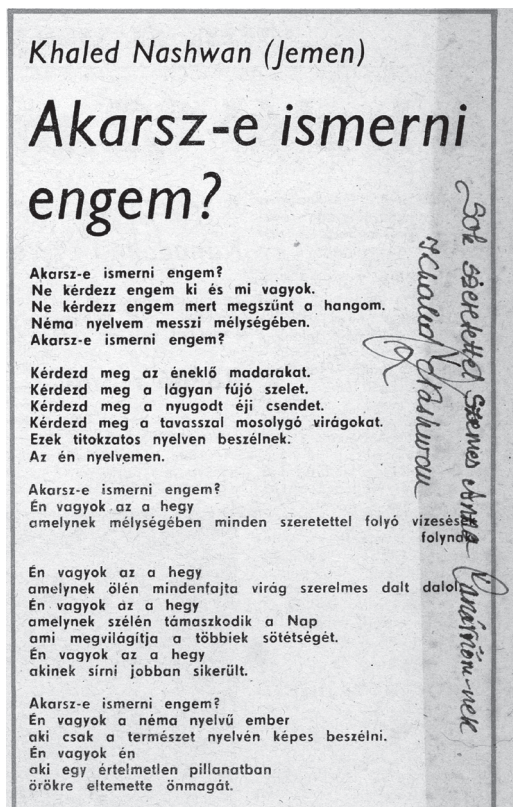 Khaled Nashwan (Jemen)
Akarsz-e ismerni
engem?
Akarsz-e ismerni engem?
Ne kérdezz engem ki és mi vagyok.
Ne kérdezz engem mert megszűnt a hangom.
Néma nyelvem messzi mélységében.
Akarsz-e ismerni engem?
Kérdezd meg az éneklő madarakat.
Kérdezd meg a lágyan fújó szelet.
Kérdezd meg a nyugodt éji csendet.
Kérdezd meg a tavasszal mosolygó virágokat.
Ezek titokzatos nyelven beszélnek.
Az én nyelvemen.
Akarsz-e ismerni engem?
Én vagyok az a hegy
amelynek mélységében minden szeretettel folyó vizesések
folynak
Én vagyok az a hegy
amelynek ölén mindenfajta virág szerelmes dalt dalol.
Én vagyok az a hegy
amelynek szélén támaszkodik a Nap
ami megvilágítja a többiek sötétségét.
Én vagyok az a hegy
akinek sírni jobban sikerült.
Akarsz-e ismerni engem?
Én vagyok a néma nyelvű ember
aki csak a természet nyelvén képes beszélni.
Én vagyok én
aki egy értelmetlen pillanatban
örökre eltemette önmagát.
Sok szeretettel Szemes Anna Tanárnőm-nek
Khaled Nashwan